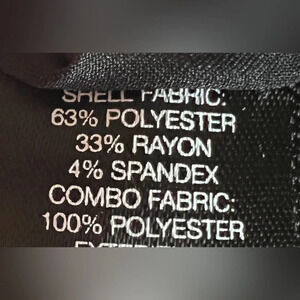 SHELL FABRIC:
63% POLYESTER
33% RAYON
4% SPANDEX
COMBO FABRIC:
100% POLYESTER